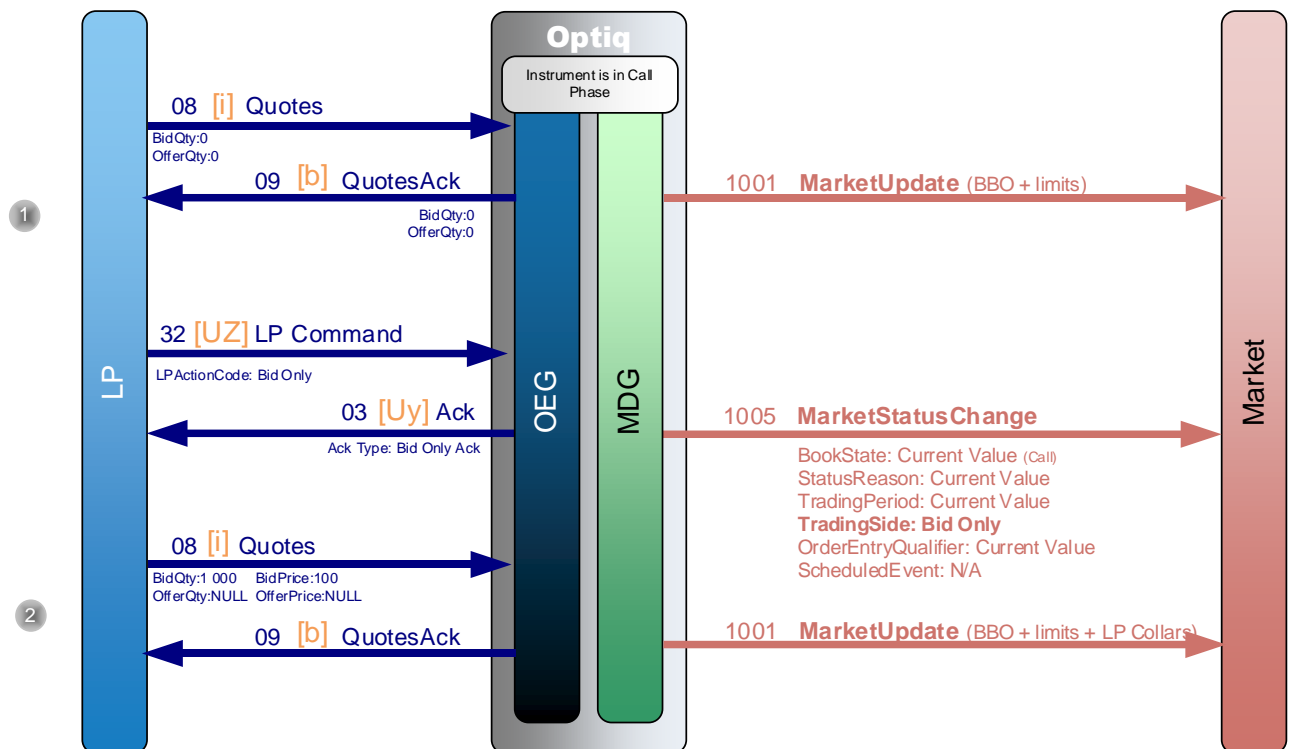 Optiq
Instrument is in Call
Phase
08 [i] Quotes
BidQty:0
OfferQty:0
09 [b] QuotesAck
BidQty:0
OfferQty:0
1001 MarketUpdate (BBO + limits)
1
32 [UZ] LP Command
LPActionCode: Bid Only
LP
OEG
MDG
Market
03 [Uy] Ack
Ack Type: Bid Only Ack
1005 MarketStatusChange
BookState: Current Value (Call)
StatusReason: Current Value
TradingPeriod: Current Value
TradingSide: Bid Only
OrderEntryQualifier: Current Value
ScheduledEvent: N/A
08 [i] Quotes
BidQty:1 000 BidPrice:100
OfferQty:NULL OfferPrice:NULL
2
09 [b] QuotesAck
1001 MarketUpdate (BBO + limits + LP Collars)